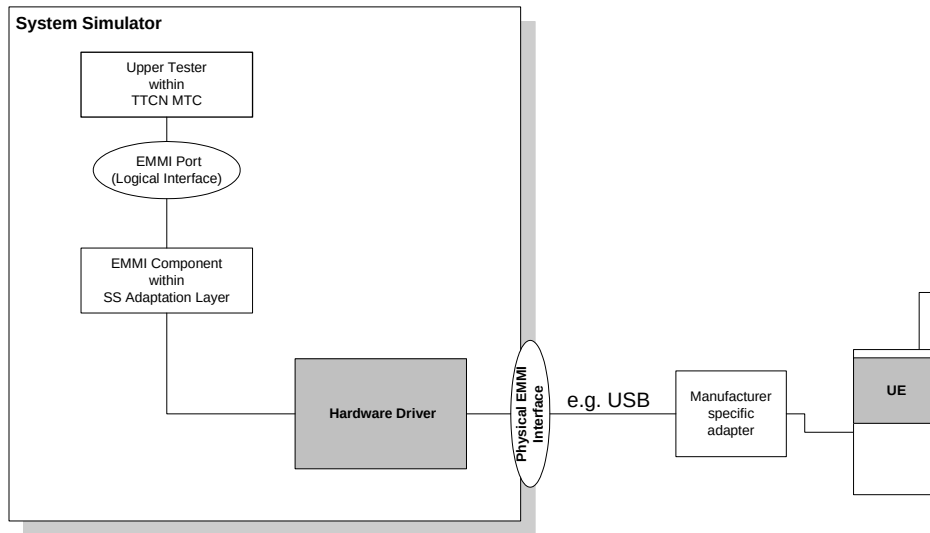 System Simulator
Upper Tester
within
TTCN MTC
EMMI Port
(Logical Interface)
EMMI Component
within
SS Adaptation Layer
Hardware Driver
Physical EMMI
Interface
e.g. USB
Manufacturer
specific
adapter
UE